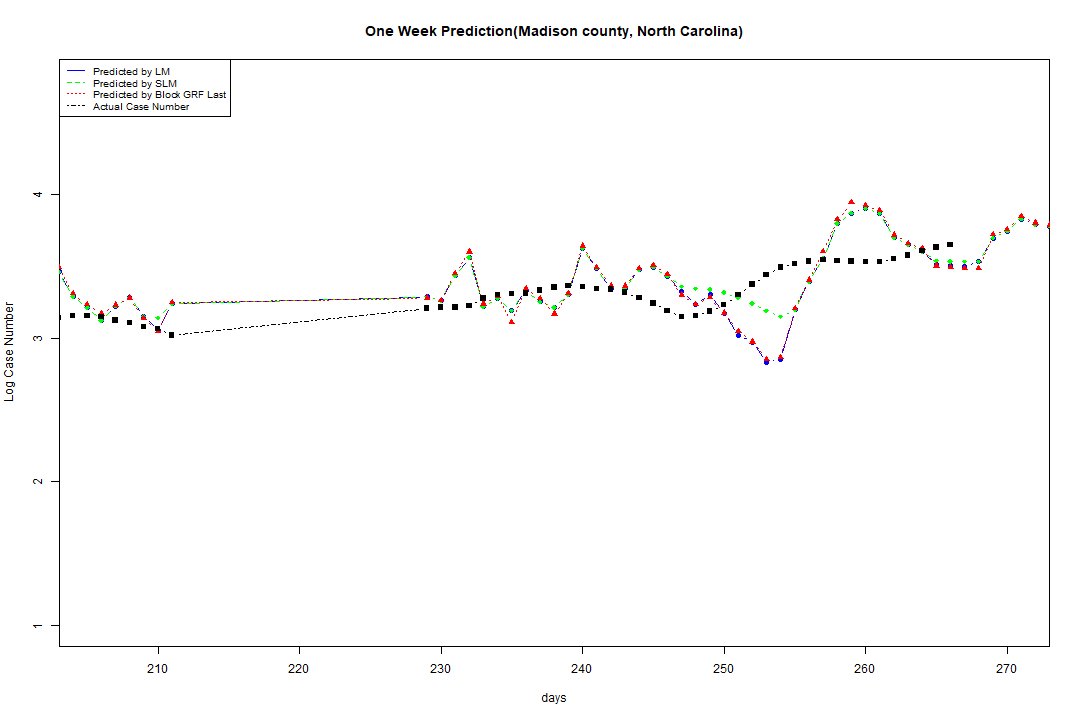 One Week Prediction(Madison county, North Carolina)
Predicted by LM
Predicted by SLM
Predicted by Block GRF Last
Actual Case Number
4
3
2
1
Log Case Number
210 220 230 240 250 260 270
days